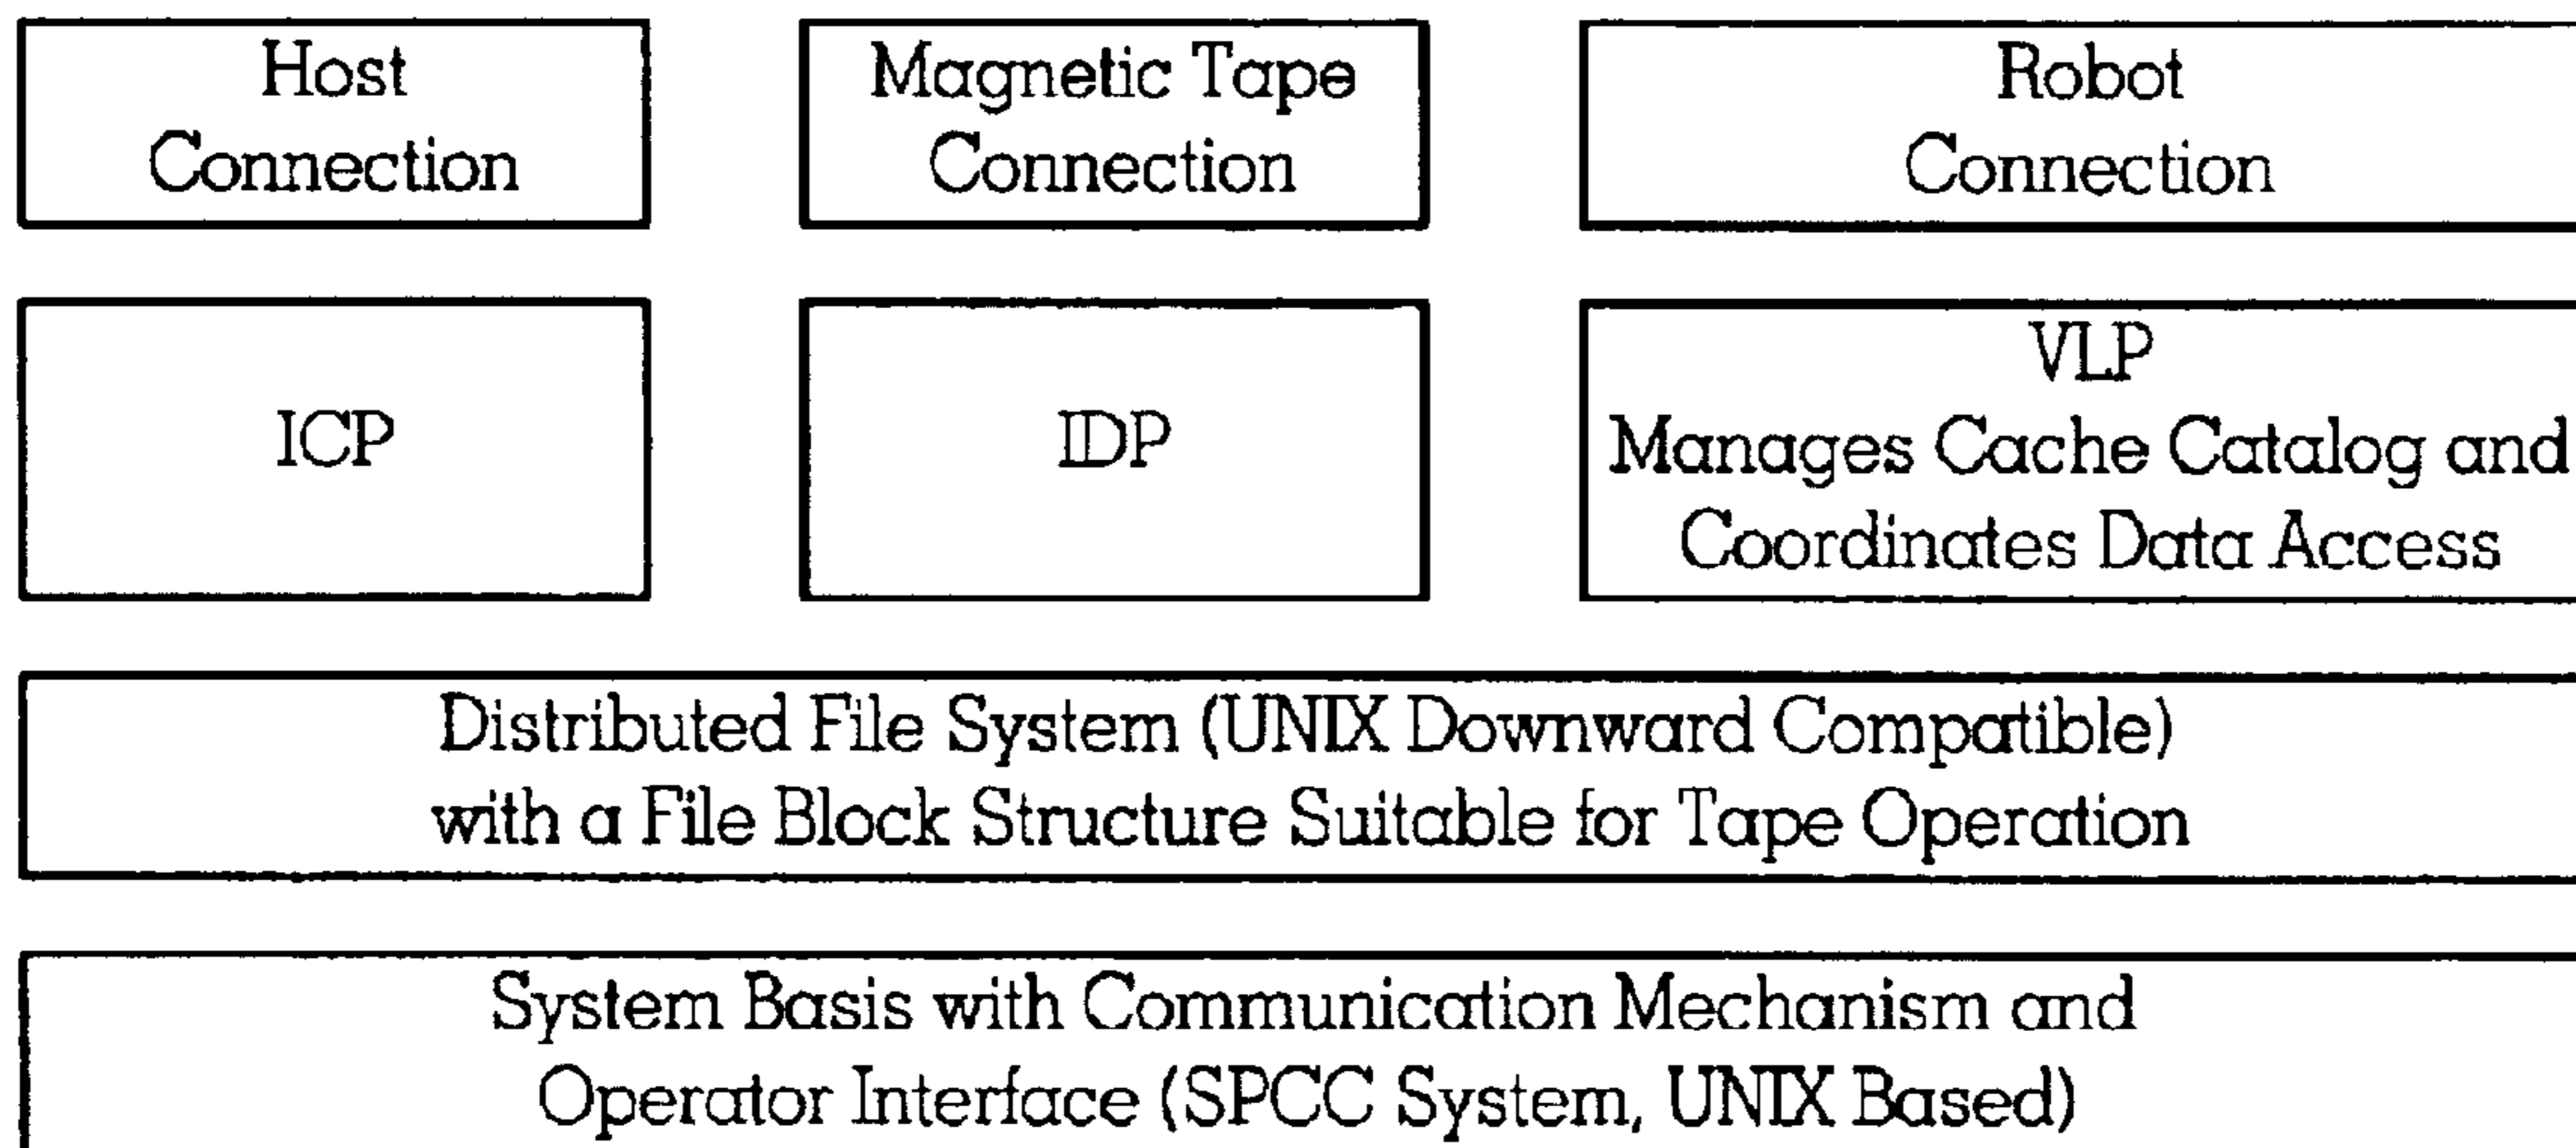 Host
Connection
Magnetic Tape
Connection
Robot
Connection
ICP
IDP
VLP
Manages Cache Catalog and
Coordinates Data Access
Distributed File System (UNIX Downward Compatible)
with a File Block Structure Suitable for Tape Operation
System Basis with Communication Mechanism and
Operator Interface (SPCC System, UNIX Based)